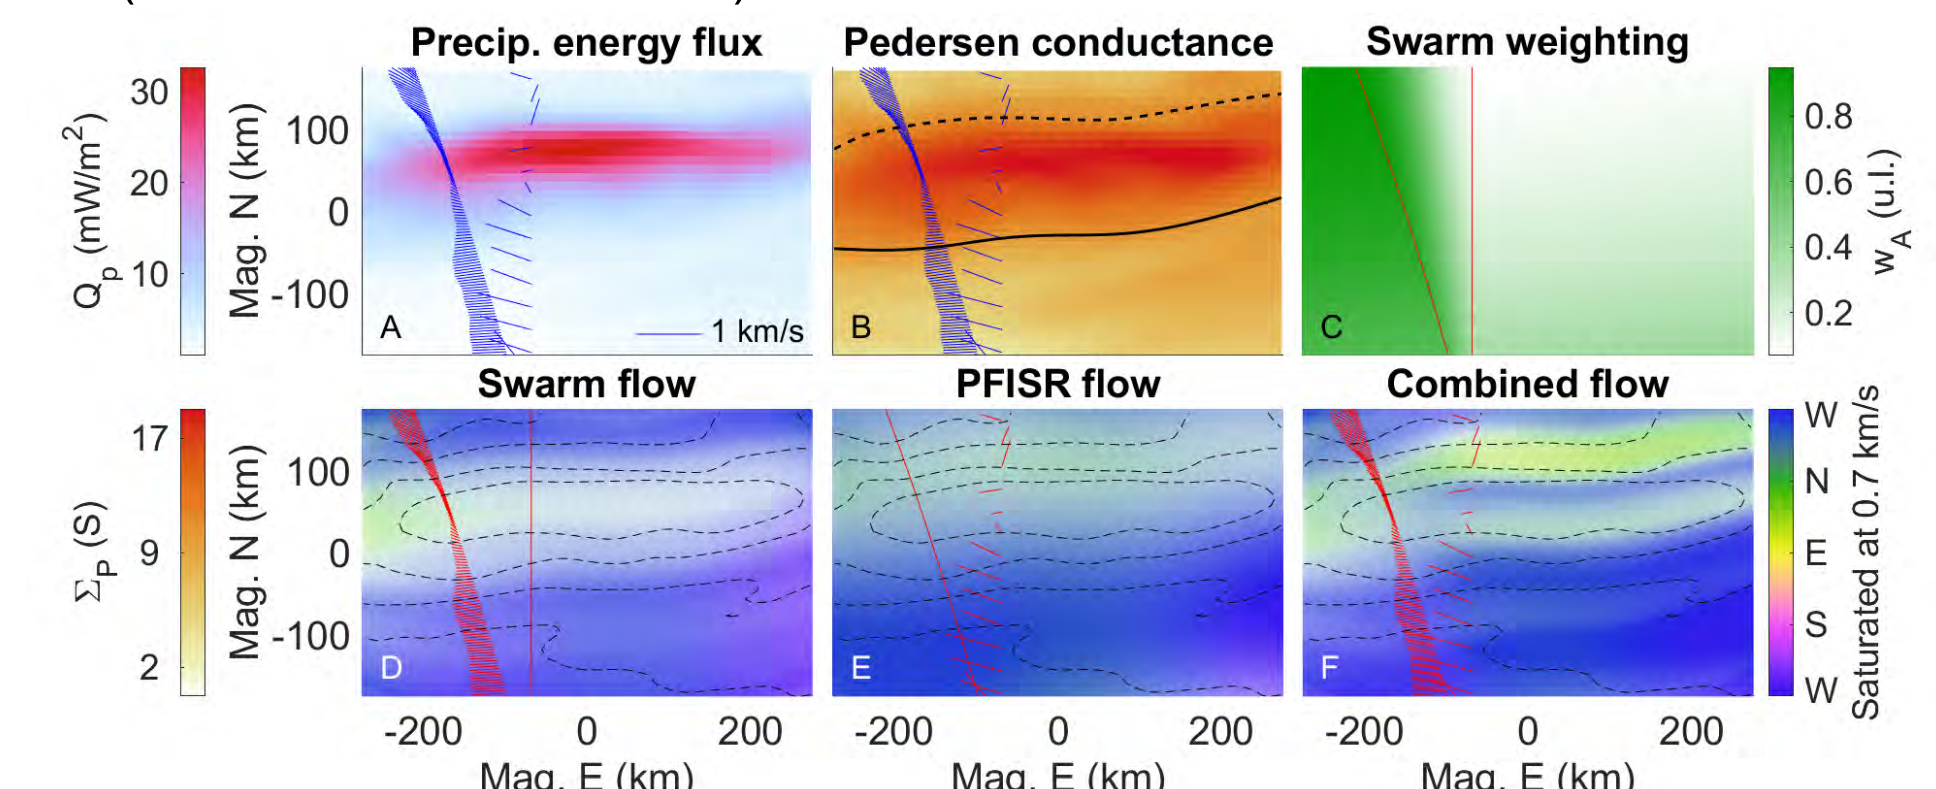 Precip. energy flux
Pedersen conductance
Swarm weighting
30
20
10
Qp (mW/m2)
Mag. N (km)
100
0
-100
A
1 km/s
B
C
0.8
0.6
0.4
0.2
wA (u.l.)
Swarm flow
PFISR flow
Combined flow
17
9
2
ΣP (S)
Mag. N (km)
100
0
-100
D
E
F
W
N
E
S
W
Saturated at 0.7 km/s
-200 0 200
-200 0 200
-200 0 200
Mag. E (km)
Mag. E (km)
Mag. E (km)